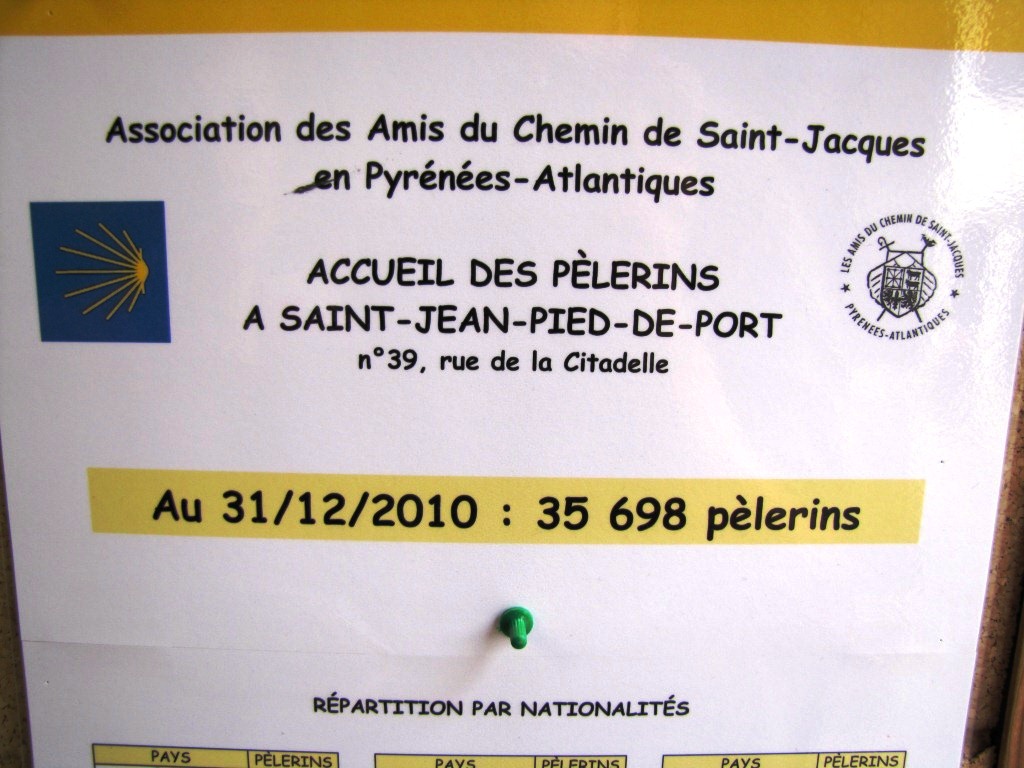 Association des Amis du Chemin de Saint-Jacques
en Pyrénées-Atlantiques
ACCUEIL DES PÈLERINS
A SAINT-JEAN-PIED-DE-PORT
n°39, rue de la Citadelle
LES AMIS DU CHEMIN DE SAINT-JACQUES
PYRENEES-ATLANTIQUES
Au 31/12/2010 : 35 698 pèlerins
RÉPARTITION PAR NATIONALITÉS
PAYS PÈLERINS PAYS PÈLERINS PAYS PÈLERINS